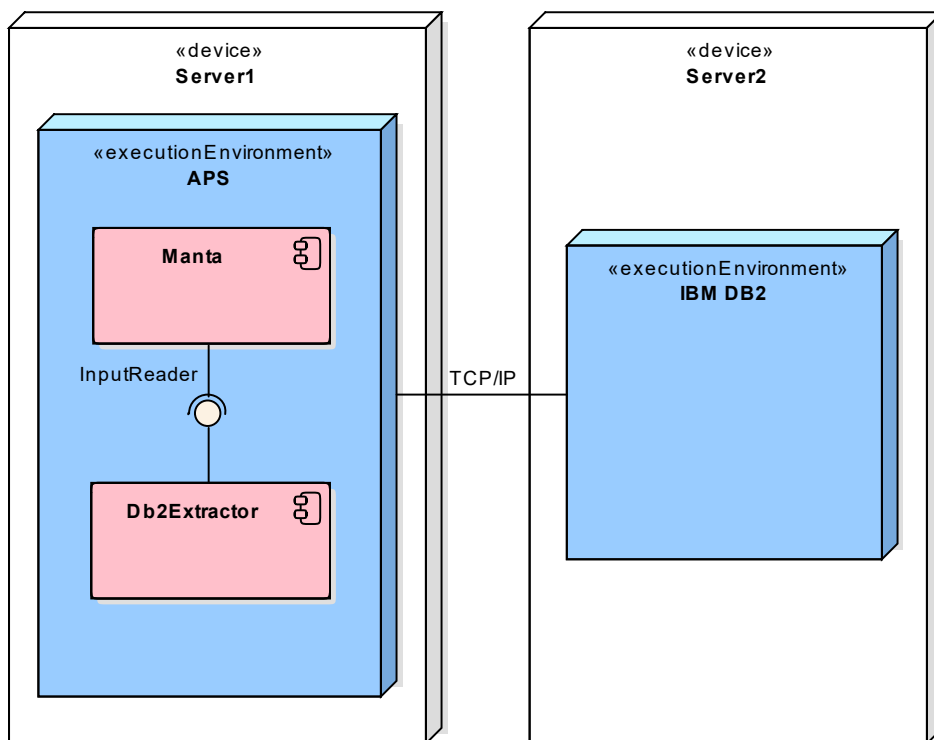 «device»
Server1
«executionEnvironment»
APS
Manta
InputReader
Db2Extractor
TCP/IP
«device»
Server2
«executionEnvironment»
IBM DB2